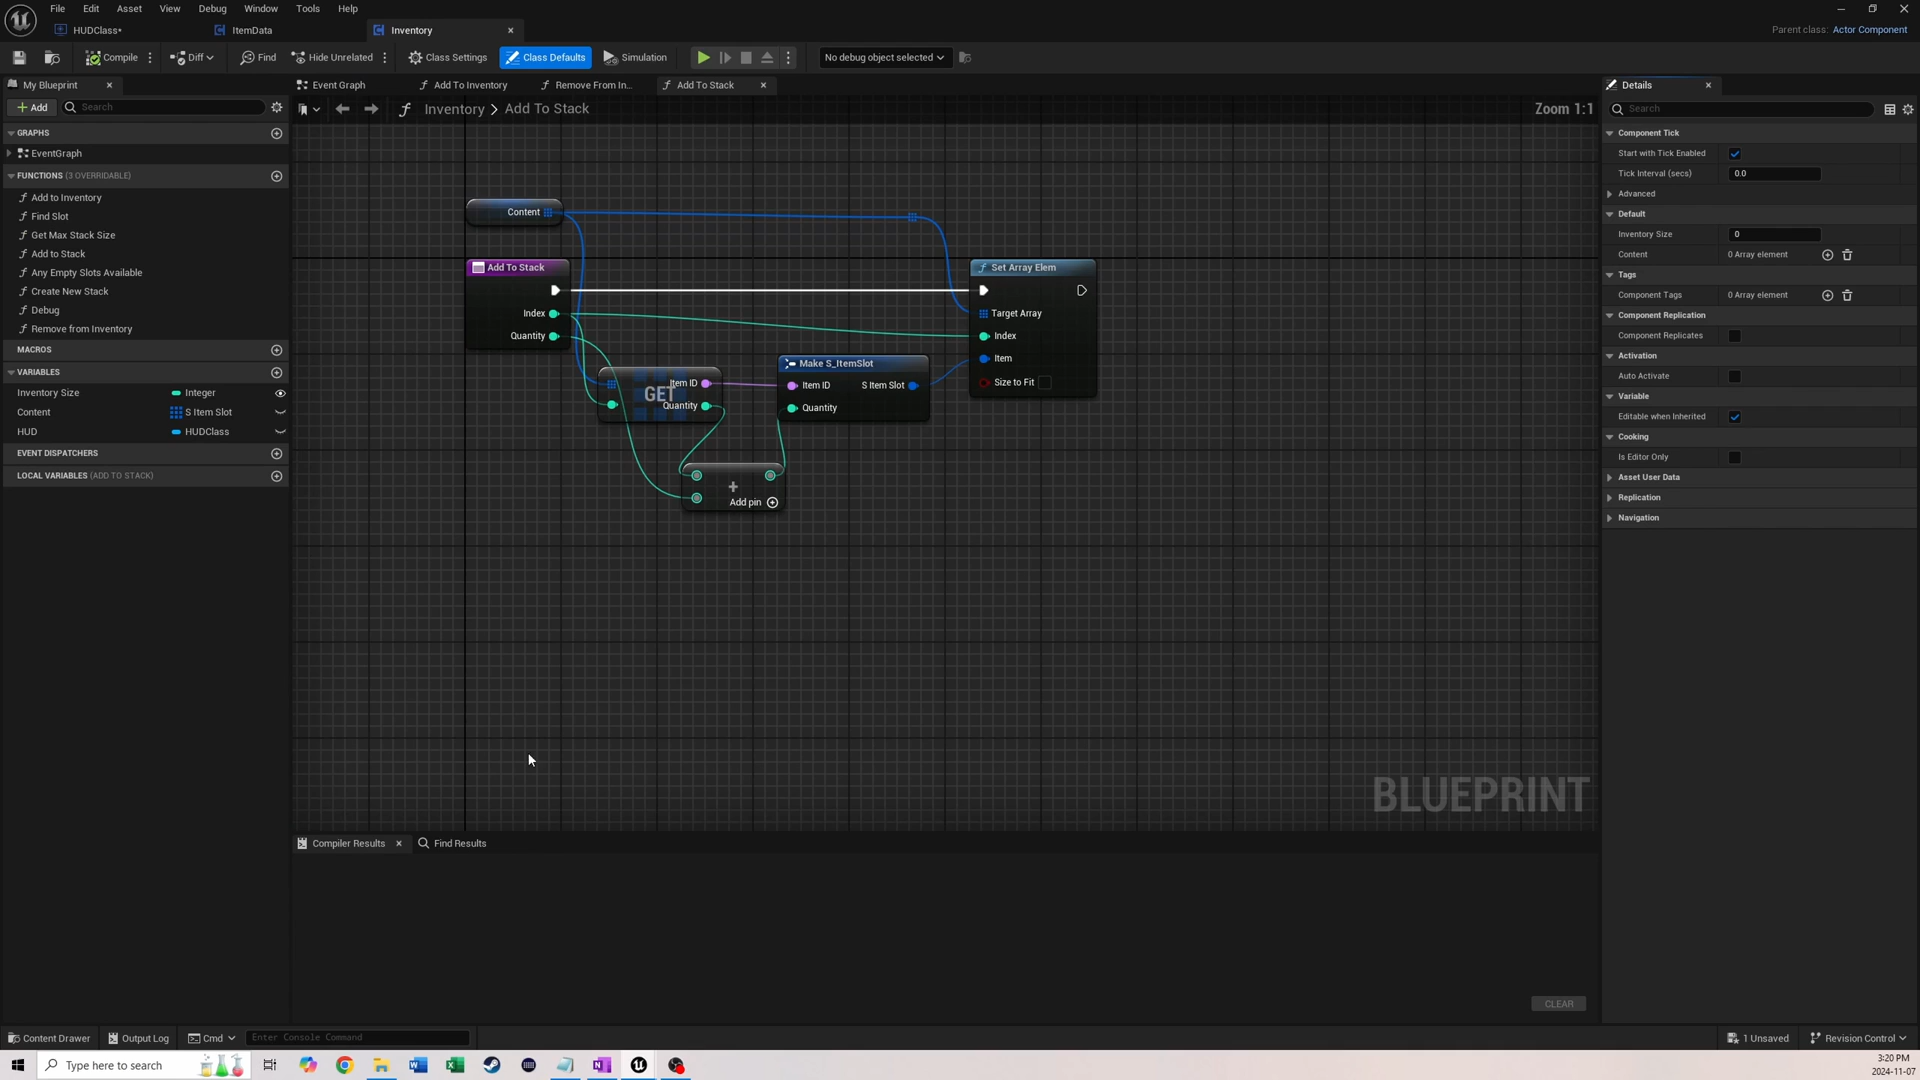 File Edit Asset View Debug Window Tools Help
HUDClass* ItemData Inventory
Parent class: Actor Component
Compile Diff Find Hide Unrelated Class Settings Class Defaults Simulation No debug object selected
My Blueprint
Add Search
GRAPHS
EventGraph
FUNCTIONS (3 OVERRIDABLE)
Add to Inventory
Find Slot
Get Max Stack Size
Add to Stack
Any Empty Slots Available
Create New Stack
Debug
Remove from Inventory
MACROS
VARIABLES
Inventory Size Integer
Content S Item Slot
HUD HUDClass
EVENT DISPATCHERS
LOCAL VARIABLES (ADD TO STACK)
Event Graph Add To Inventory Remove From In... Add To Stack
Inventory > Add To Stack
Zoom 1:1
Content
Add To Stack
Index
Quantity
GET
Item ID
Quantity
Make S_ItemSlot
Item ID S Item Slot
Quantity
+
Add pin
Set Array Elem
Target Array
Index
Item
Size to Fit
BLUEPRINT
Compiler Results Find Results
CLEAR
Details
Search
Component Tick
Start with Tick Enabled
Tick Interval (secs) 0.0
Advanced
Default
Inventory Size 0
Content 0 Array element
Tags
Component Tags 0 Array element
Component Replication
Component Replicates
Activation
Auto Activate
Variable
Editable when Inherited
Cooking
Is Editor Only
Asset User Data
Replication
Navigation
Content Drawer Output Log Cmd Enter Console Command
1 Unsaved Revision Control
Type here to search
3:20 PM
2024-11-07